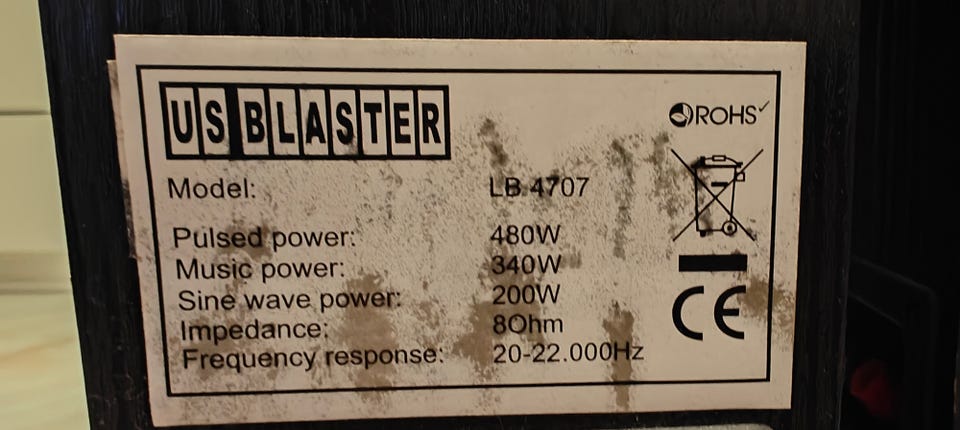 US BLASTER
ROHS✓
Model: LB 4707
Pulsed power: 480W
Music power: 340W
Sine wave power: 200W
Impedance: 8Ohm
Frequency response: 20-22.000Hz
CE